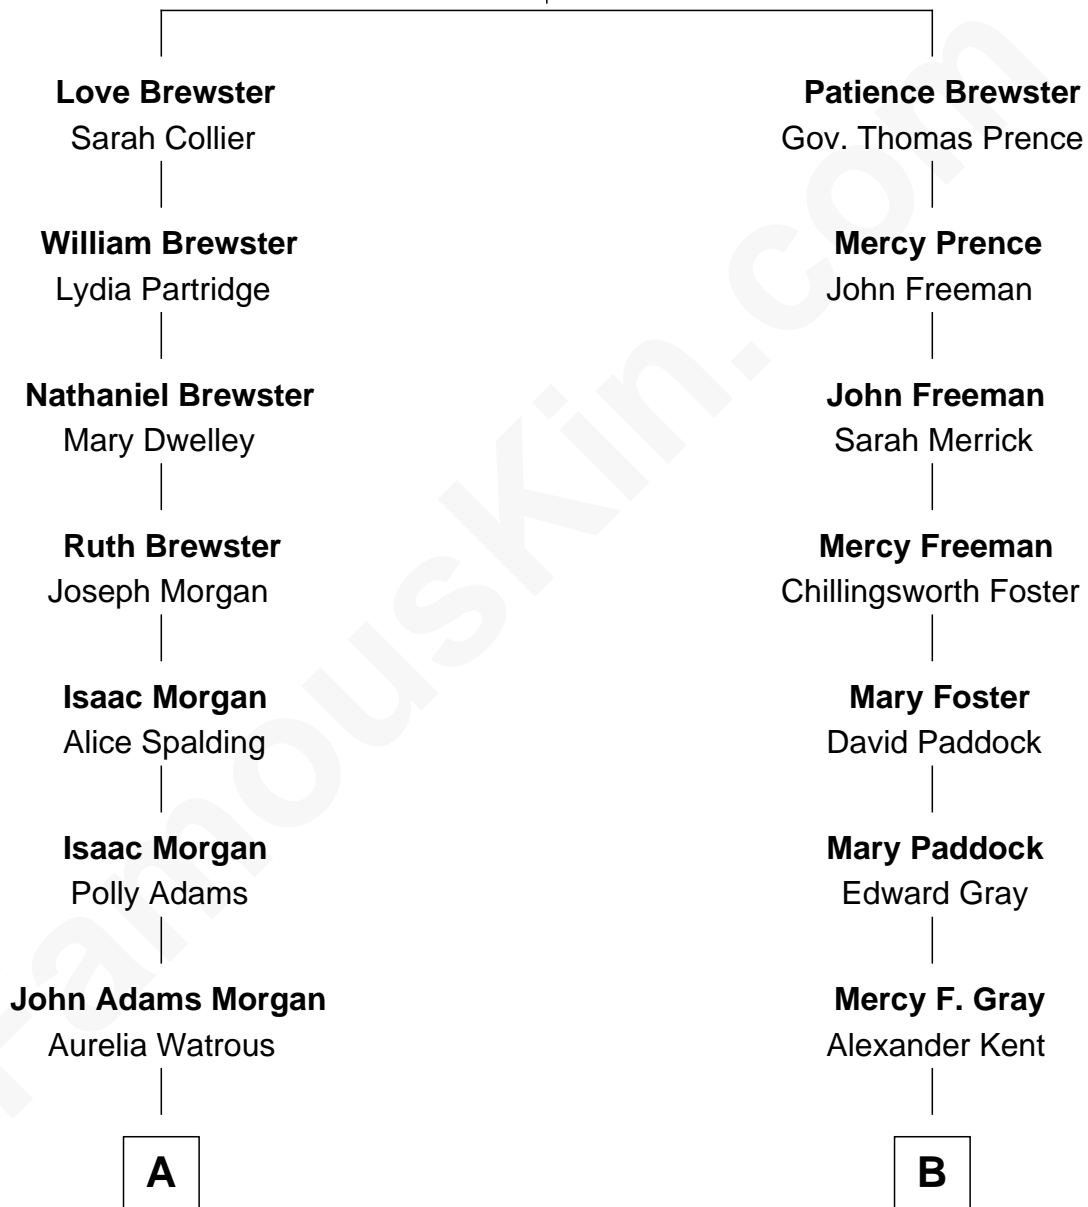 Love Brewster
Sarah Collier
William Brewster
Lydia Partridge
Nathaniel Brewster
Mary Dwelley
Ruth Brewster
Joseph Morgan
Isaac Morgan
Alice Spalding
Isaac Morgan
Polly Adams
John Adams Morgan
Aurelia Watrous
A
Patience Brewster
Gov. Thomas Prence
Mercy Prence
John Freeman
John Freeman
Sarah Merrick
Mercy Freeman
Chillingsworth Foster
Mary Foster
David Paddock
Mary Paddock
Edward Gray
Mercy F. Gray
Alexander Kent
B
FamousKin.com